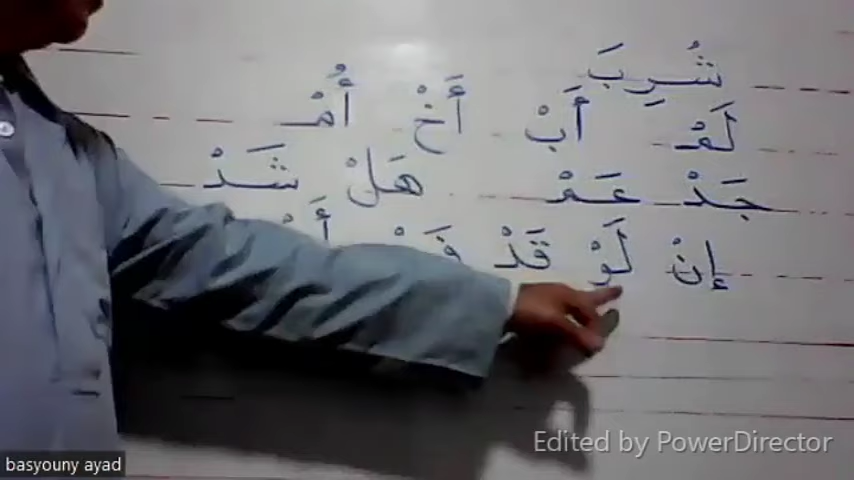 شُرِبَ
لَمْ أَبْ أَخْ أُمْ
جَدْ عَمْ هَلْ شَدْ
إِنْ لَوْ قَدْ
basyouny ayad
Edited by PowerDirector